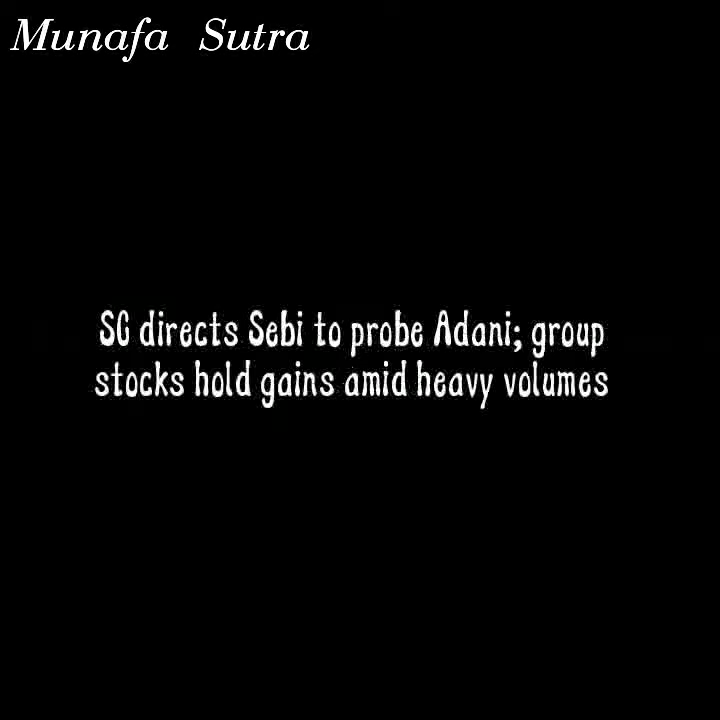 Munafa Sutra
SC directs Sebi to probe Adani; group
stocks hold gains amid heavy volumes